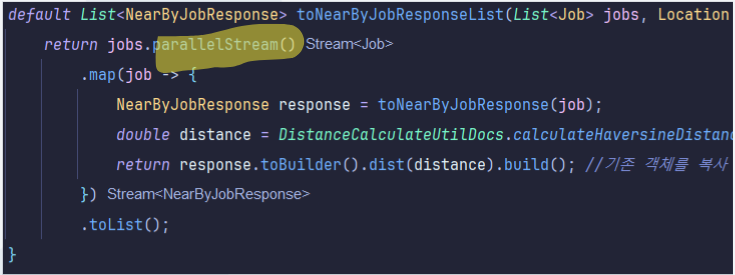 default List<NearByJobResponse> toNearByJobResponseList(List<Job> jobs, Location
return jobs.parallelStream() Stream<Job>
.map(job -> {
NearByJobResponse response = toNearByJobResponse(job);
double distance = DistanceCalculateUtilDocs.calculateHaversineDistanc
return response.toBuilder().dist(distance).build(); //기존 객체를 복사
}) Stream<NearByJobResponse>
.toList();
}